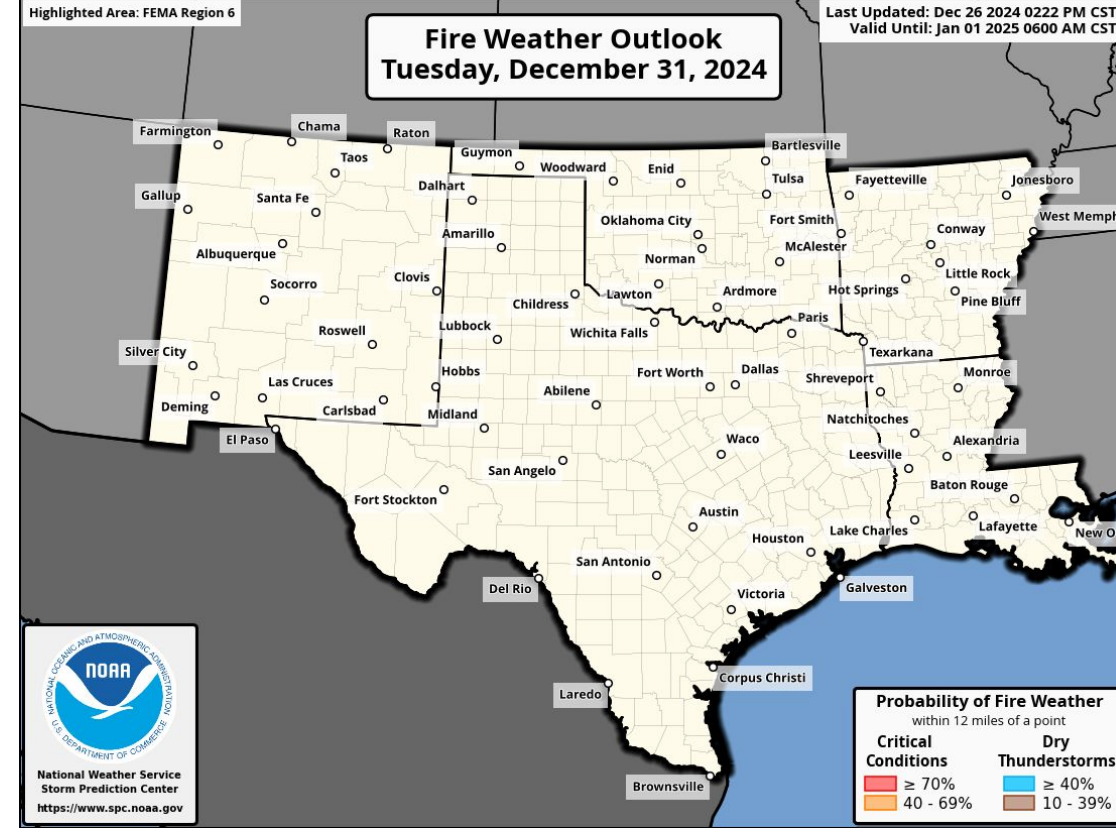 Highlighted Area: FEMA Region 6
Last Updated: Dec 26 2024 0222 PM CST
Valid Until: Jan 01 2025 0600 AM CST
Fire Weather Outlook
Tuesday, December 31, 2024
Farmington
Chama
Raton
Taos
Guymon
Woodward
Enid
Bartlesville
Tulsa
Fayetteville
Jonesboro
Gallup
Santa Fe
Dalhart
Oklahoma City
Fort Smith
West Memph
Albuquerque
Amarillo
Norman
McAlester
Conway
Socorro
Clovis
Childress
Lawton
Ardmore
Hot Springs
Little Rock
Pine Bluff
Roswell
Lubbock
Wichita Falls
Paris
Texarkana
Silver City
Las Cruces
Hobbs
Abilene
Fort Worth
Dallas
Shreveport
Monroe
Deming
Carlsbad
Midland
Natchitoches
El Paso
San Angelo
Waco
Leesville
Alexandria
Fort Stockton
Austin
Baton Rouge
Houston
Lake Charles
Lafayette
New O
Del Rio
San Antonio
Victoria
Galveston
Laredo
Corpus Christi
Brownsville
NATIONAL OCEANIC AND ATMOSPHERIC ADMINISTRATION
NOAA
U.S. DEPARTMENT OF COMMERCE
National Weather Service
Storm Prediction Center
https://www.spc.noaa.gov
Probability of Fire Weather
within 12 miles of a point
Critical Conditions
≥ 70%
40 - 69%
Dry Thunderstorms
≥ 40%
10 - 39%